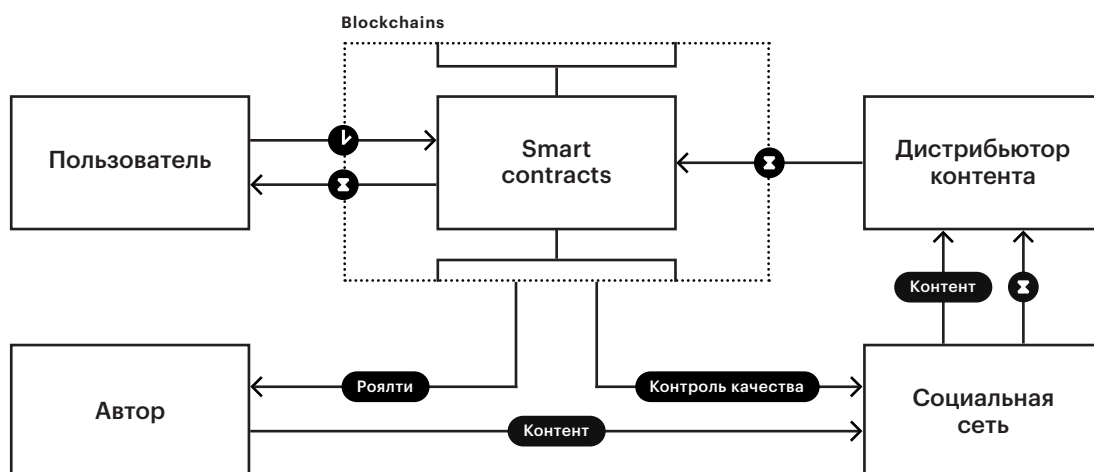 Blockchains
Пользователь
Smart
contracts
Дистрибьютор
контента
Контент
Роялти
Контроль качества
Автор
Контент
Социальная
сеть